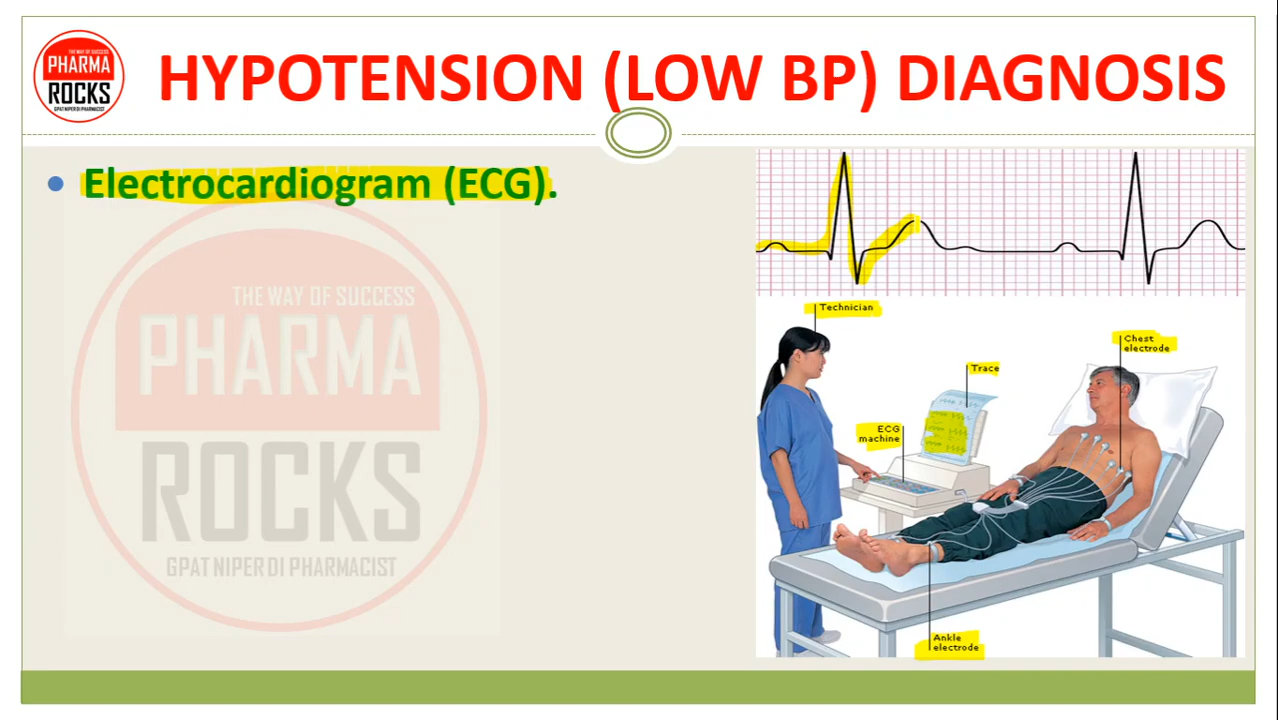 THE WAY OF SUCCESS
PHARMA
ROCKS
GPAT NIPER DI PHARMACIST
HYPOTENSION (LOW BP) DIAGNOSIS
• Electrocardiogram (ECG).
THE WAY OF SUCCESS
PHARMA
ROCKS
GPAT NIPER DI PHARMACIST
Technician
Chest
electrode
Trace
ECG
machine
Ankle
electrode